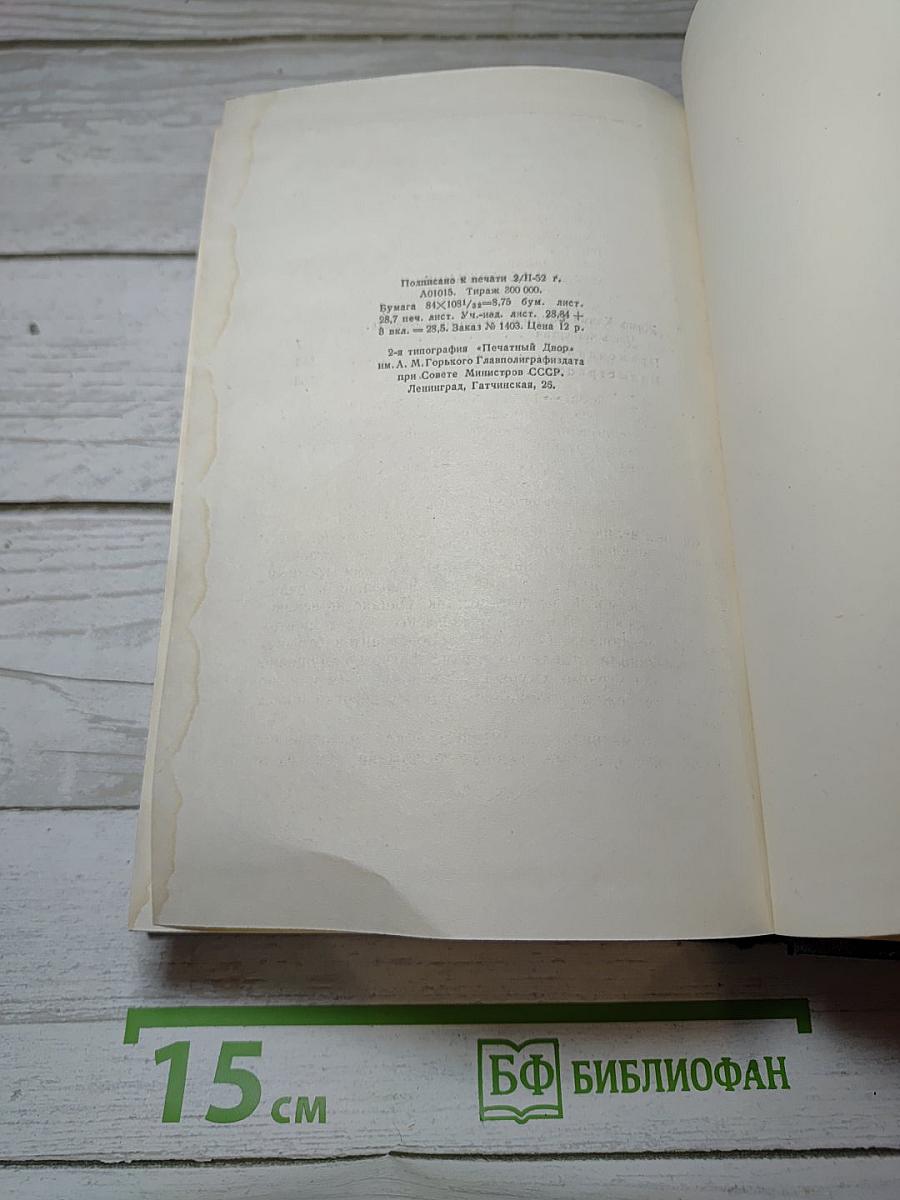 Подписано к печати 2/II-52 г.
А01015. Тираж 300 000.
Бумага 84×108¹/₃₂=8,75 бум. лист.
28,7 печ. лист. Уч.-изд. лист. 28,64 +
8 вкл. = 28,5. Заказ № 1403. Цена 12 р.
2-я типография «Печатный Двор»
им. А. М. Горького Главполиграфиздата
при Совете Министров СССР.
Ленинград, Гатчинская, 26.
15 см
БФ БИБЛИОФАН